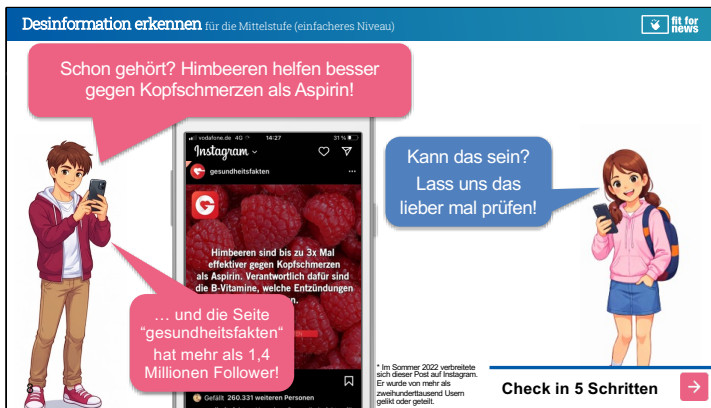 Desinformation erkennen für die Mittelstufe (einfacheres Niveau)
fit for
news
Schon gehört? Himbeeren helfen besser
gegen Kopfschmerzen als Aspirin!
vodafone.de 4G 14:27 31 %
Instagram
gesundheitsfakten
Himbeeren sind bis zu 3x Mal
effektiver gegen Kopfschmerzen
als Aspirin. Verantwortlich dafür sind
die B-Vitamine, welche Entzündungen
… und die Seite
"gesundheitsfakten"
hat mehr als 1,4
Millionen Follower!
Gefällt 260.331 weiteren Personen
Kann das sein?
Lass uns das
lieber mal prüfen!
* Im Sommer 2022 verbreitete
sich dieser Post auf Instagram.
Er wurde von mehr als
zweihunderttausend Usern
gelikt oder geteilt.
Check in 5 Schritten